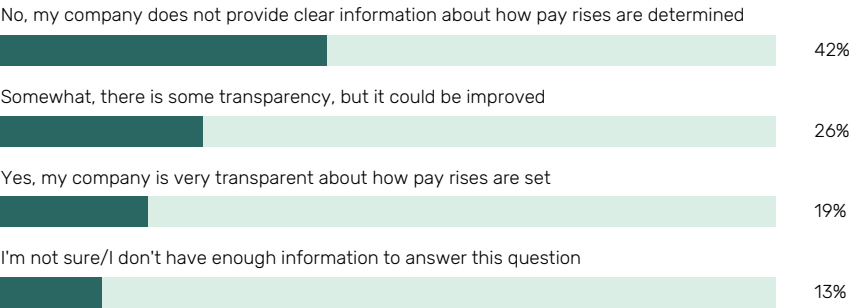 No, my company does not provide clear information about how pay rises are determined
42%
Somewhat, there is some transparency, but it could be improved
26%
Yes, my company is very transparent about how pay rises are set
19%
I'm not sure/I don't have enough information to answer this question
13%